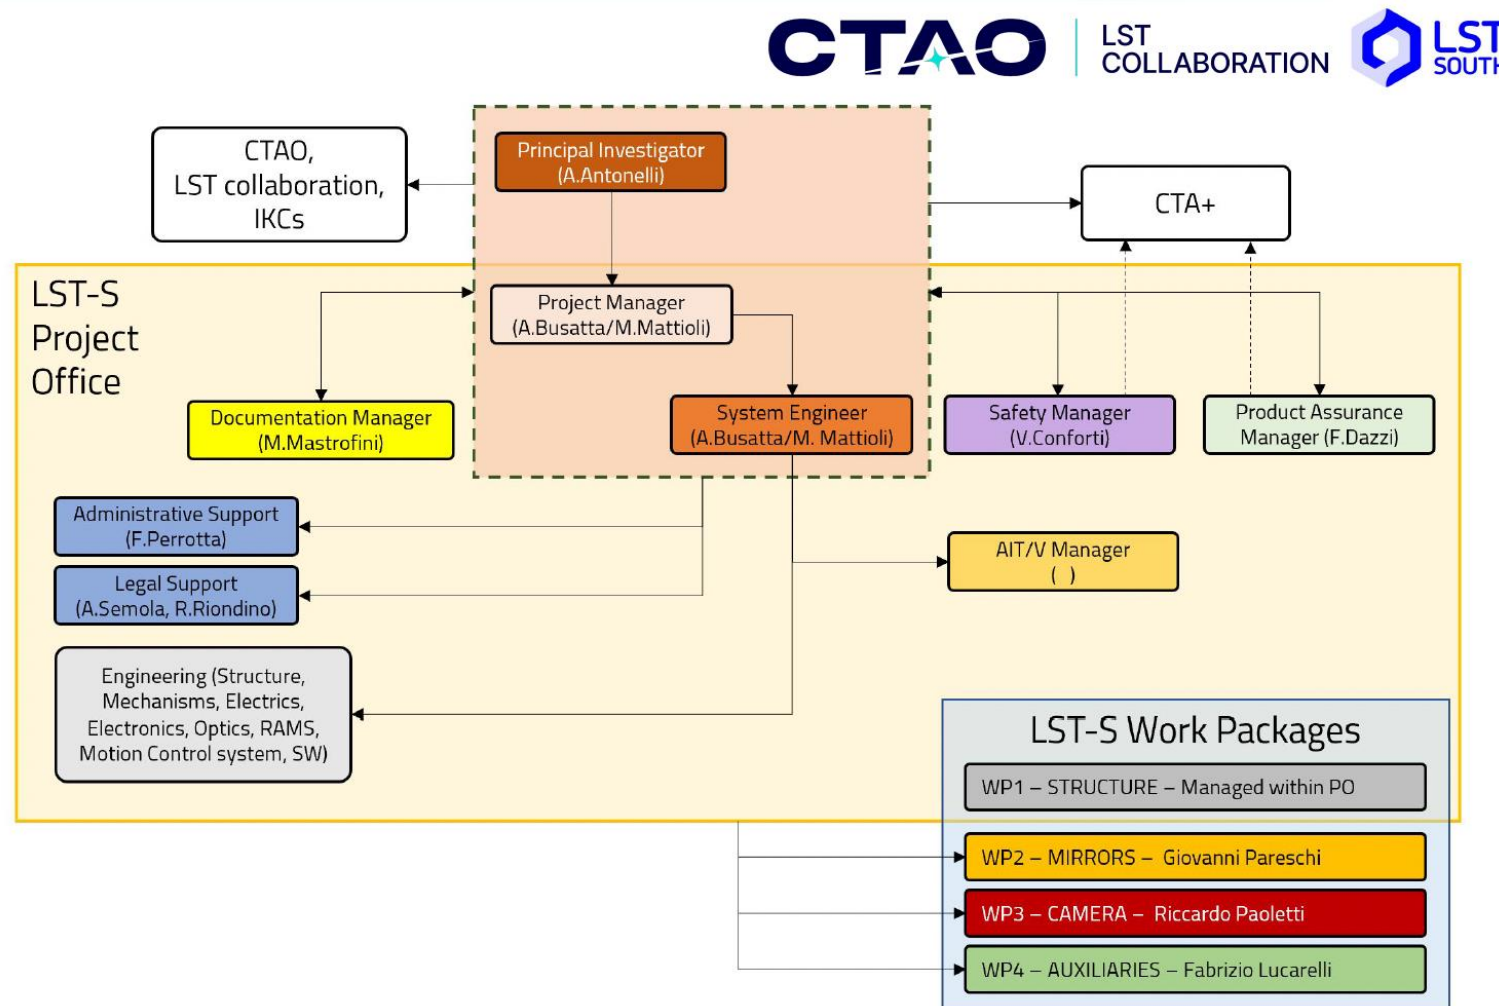 CTAO
LST
COLLABORATION
LST
SOUTH
CTAO,
LST collaboration,
IKCs
Principal Investigator
(A.Antonelli)
CTA+
LST-S
Project
Office
Project Manager
(A.Busatta/M.Mattioli)
Documentation Manager
(M.Mastrofini)
System Engineer
(A.Busatta/M. Mattioli)
Safety Manager
(V.Conforti)
Product Assurance
Manager (F.Dazzi)
Administrative Support
(F.Perrotta)
AIT/V Manager
( )
Legal Support
(A.Semola, R.Riondino)
Engineering (Structure,
Mechanisms, Electrics,
Electronics, Optics, RAMS,
Motion Control system, SW)
LST-S Work Packages
WP1 – STRUCTURE – Managed within PO
WP2 – MIRRORS – Giovanni Pareschi
WP3 – CAMERA – Riccardo Paoletti
WP4 – AUXILIARIES – Fabrizio Lucarelli